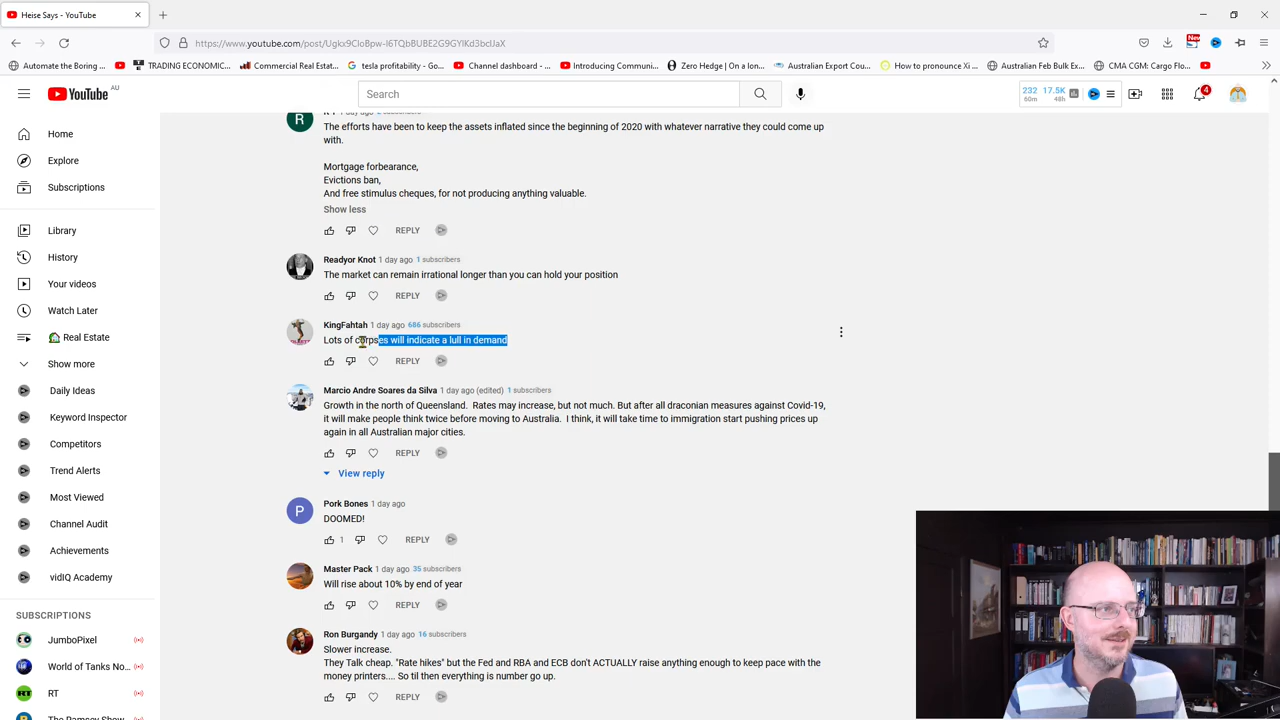 Heise Says - YouTube
https://www.youtube.com/post/Ugkx9CloBpw-l6TQbBUBE2G9GYlKd3bcIJaX
Automate the Boring ...
TRADING ECONOMIC...
Commercial Real Est...
tesla profitability - Go...
Channel dashboard - ...
Introducing Communi...
Zero Hedge | On a lon...
Australian Export Cou...
How to pronounce Xi ...
Australian Feb Bulk Ex...
CMA CGM: Cargo Flo...
New
YouTube AU
Search
232 17.5K
60m 48h
4
Home
Explore
Subscriptions
Library
History
Your videos
Watch Later
🏡 Real Estate
Show more
Daily Ideas
Keyword Inspector
Competitors
Trend Alerts
Most Viewed
Channel Audit
Achievements
vidIQ Academy
SUBSCRIPTIONS
JumboPixel
World of Tanks No...
RT
The Ramsey Show
R
The efforts have been to keep the assets inflated since the beginning of 2020 with whatever narrative they could come up
with.
Mortgage forbearance,
Evictions ban,
And free stimulus cheques, for not producing anything valuable.
Show less
REPLY
Readyor Knot 1 day ago 1 subscribers
The market can remain irrational longer than you can hold your position
REPLY
KingFahtah 1 day ago 686 subscribers
Lots of corpses will indicate a lull in demand
REPLY
Marcio Andre Soares da Silva 1 day ago (edited) 1 subscribers
Growth in the north of Queensland. Rates may increase, but not much. But after all draconian measures against Covid-19,
it will make people think twice before moving to Australia. I think, it will take time to immigration start pushing prices up
again in all Australian major cities.
REPLY
View reply
P
Pork Bones 1 day ago
DOOMED!
1 REPLY
Master Pack 1 day ago 35 subscribers
Will rise about 10% by end of year
REPLY
Ron Burgandy 1 day ago 16 subscribers
Slower increase.
They Talk cheap. "Rate hikes" but the Fed and RBA and ECB don't ACTUALLY raise anything enough to keep pace with the
money printers.... So til then everything is number go up.
REPLY